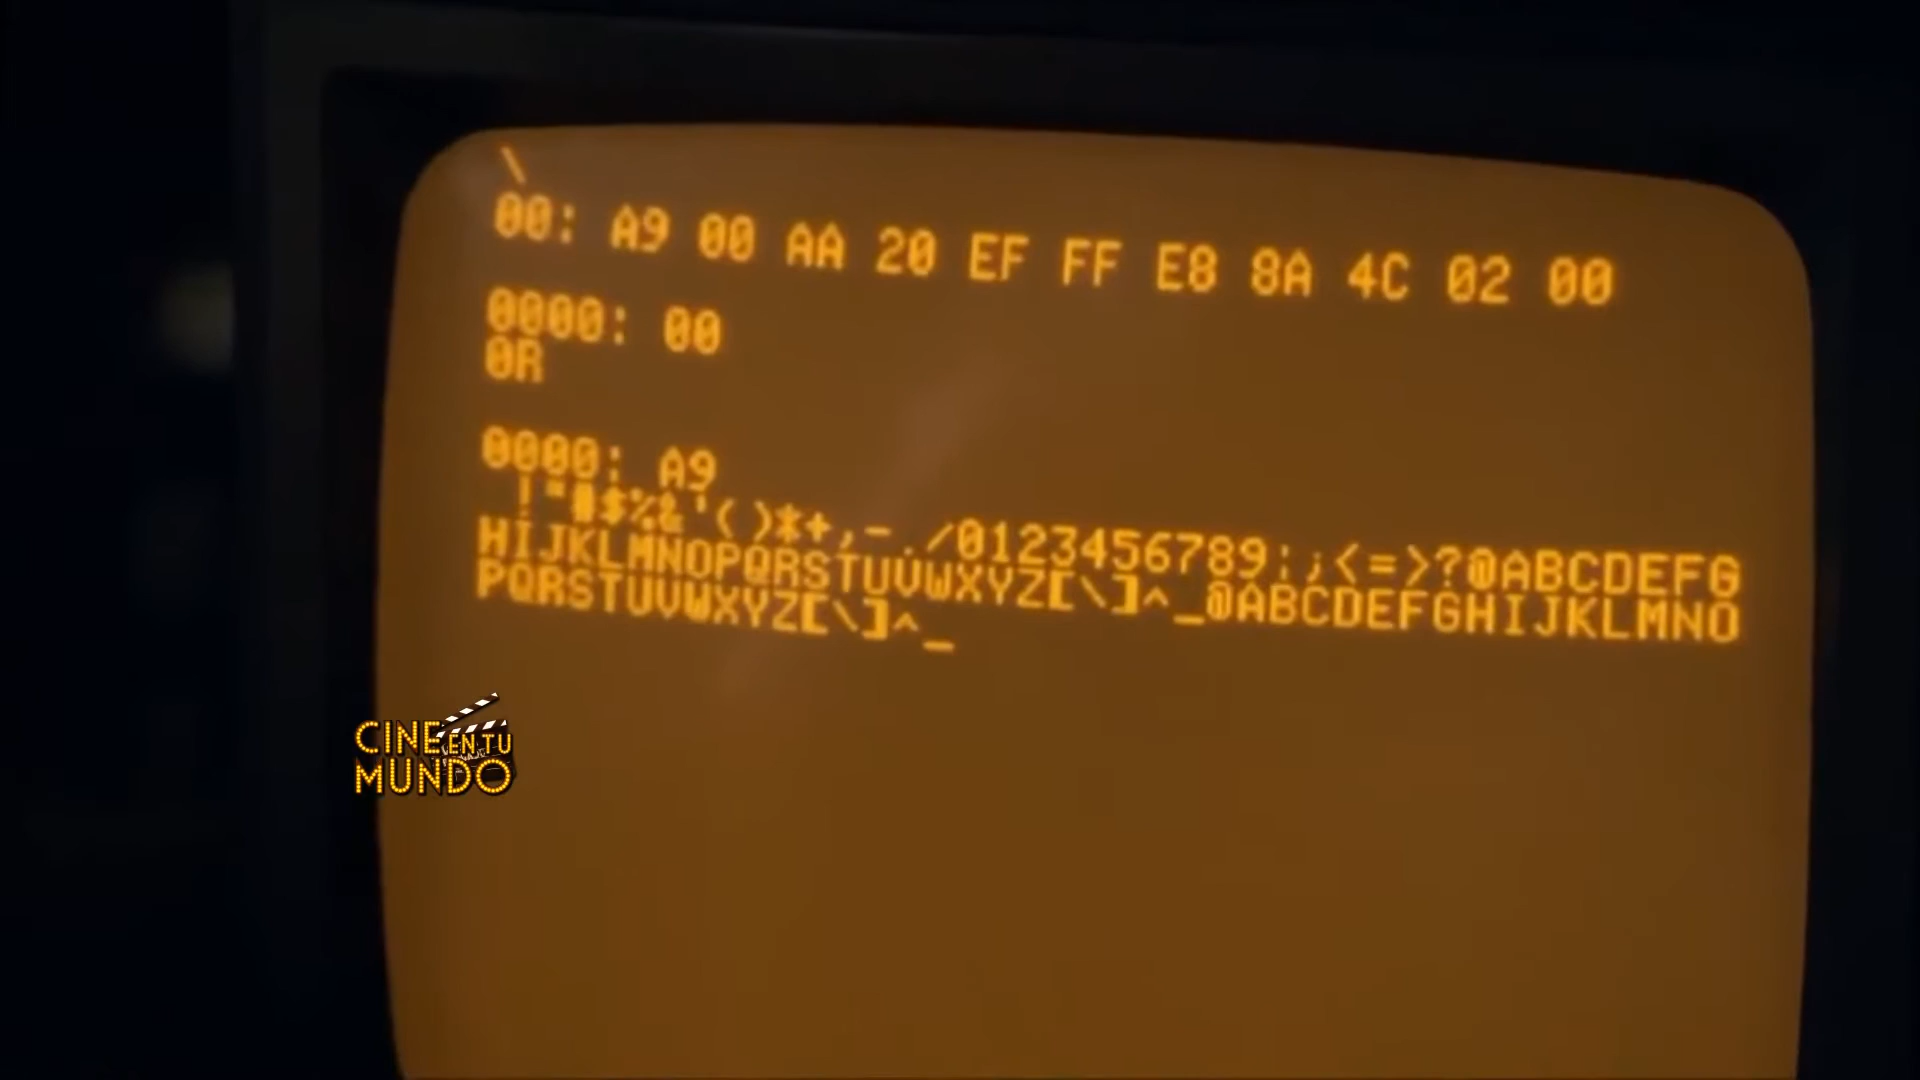 \
00: A9 00 AA 20 EF FF E8 8A 4C 02 00
0000: 00
0R
0000: A9
!"#$%&'()*+,-./0123456789:;<=>?@ABCDEFG
HIJKLMNOPQRSTUVWXYZ[\]^_@ABCDEFGHIJKLMNO
PQRSTUVWXYZ[\]^_
CINE EN TU
MUNDO